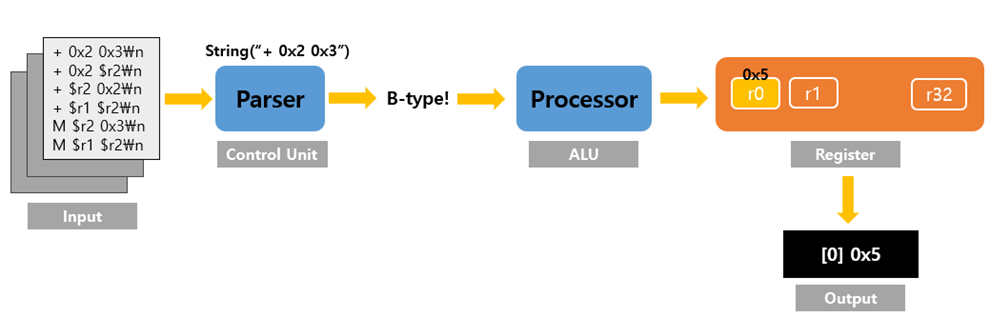 + 0x2 0x3₩n
+ 0x2 $r2₩n
+ $r2 0x2₩n
+ $r1 $r2₩n
M $r2 0x3₩n
M $r1 $r2₩n
Input
String("+ 0x2 0x3")
Parser
Control Unit
B-type!
Processor
ALU
0x5
r0 r1 r32
Register
[0] 0x5
Output